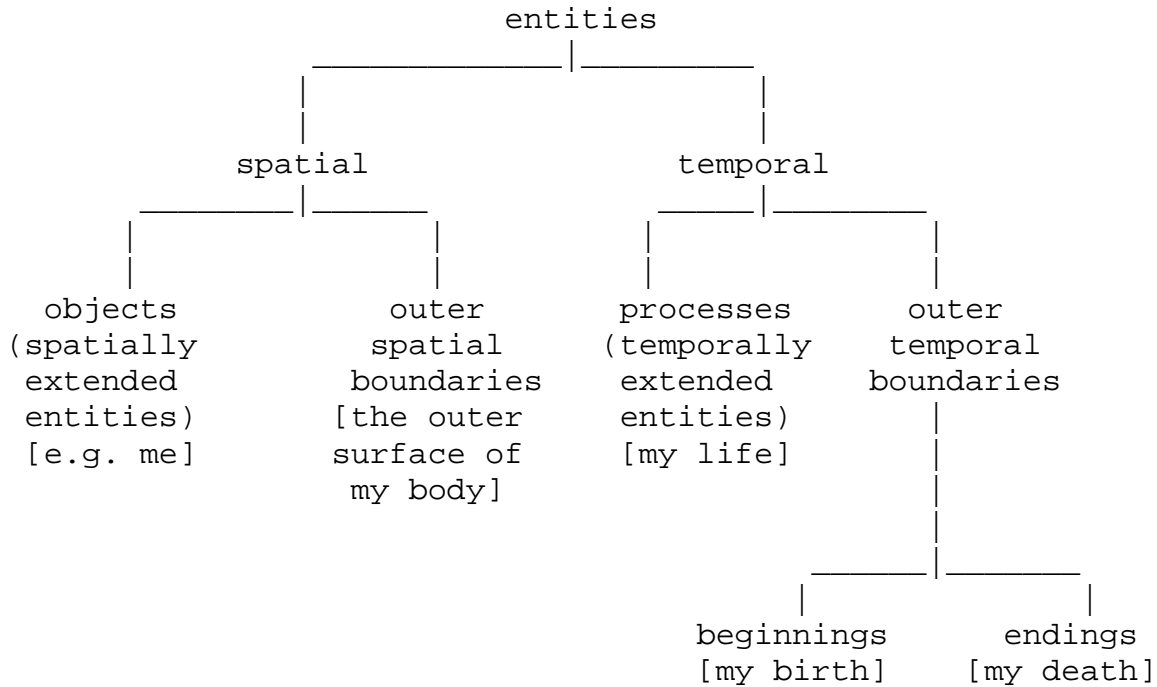 entities
spatial temporal
objects outer processes outer
(spatially spatial (temporally temporal
extended boundaries extended boundaries
entities) [the outer entities)
[e.g. me] surface of [my life]
my body]
beginnings endings
[my birth] [my death]